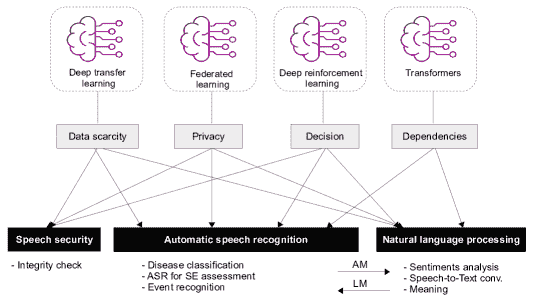 Deep transfer
learning
Federated
learning
Deep reinforcement
learning
Transformers
Data scarcity
Privacy
Decision
Dependencies
Speech security
Automatic speech recognition
Natural language processing
- Integrity check
- Disease classification
- ASR for SE assessment
- Event recognition
AM
LM
- Sentiments analysis
- Speech-to-Text conv.
- Meaning